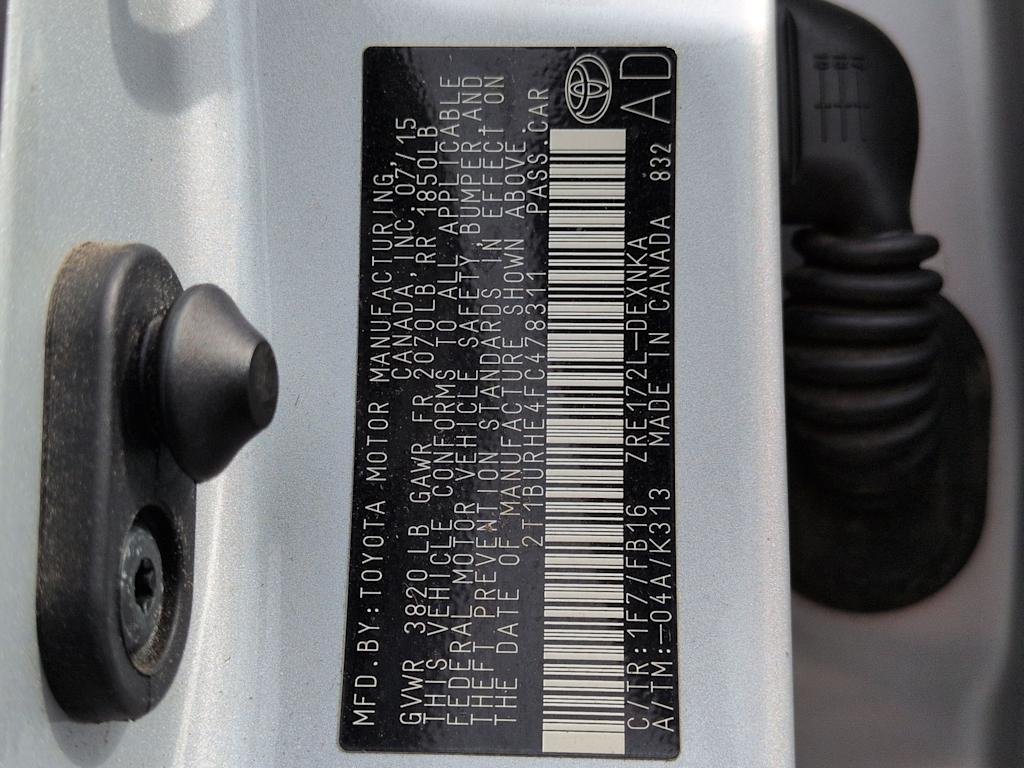 MFD.BY:TOYOTA MOTOR MANUFACTURING,
CANADA,INC.07/15
GVWR 3820LB GAWR FR 2070LB,RR 1850LB
THIS VEHICLE CONFORMS TO ALL APPLICABLE
FEDERAL MOTOR VEHICLE SAFETY,BUMPER,AND
THEFT PREVENTION STANDARDS IN EFFECT ON
THE DATE OF MANUFACTURE SHOWN ABOVE.
2T1BURHE4FC478311 PASS.CAR
C/TR:1F7/FB16 ZRE172L-DEXNKA
A/TM:-04A/K313 MADE IN CANADA 832
AD